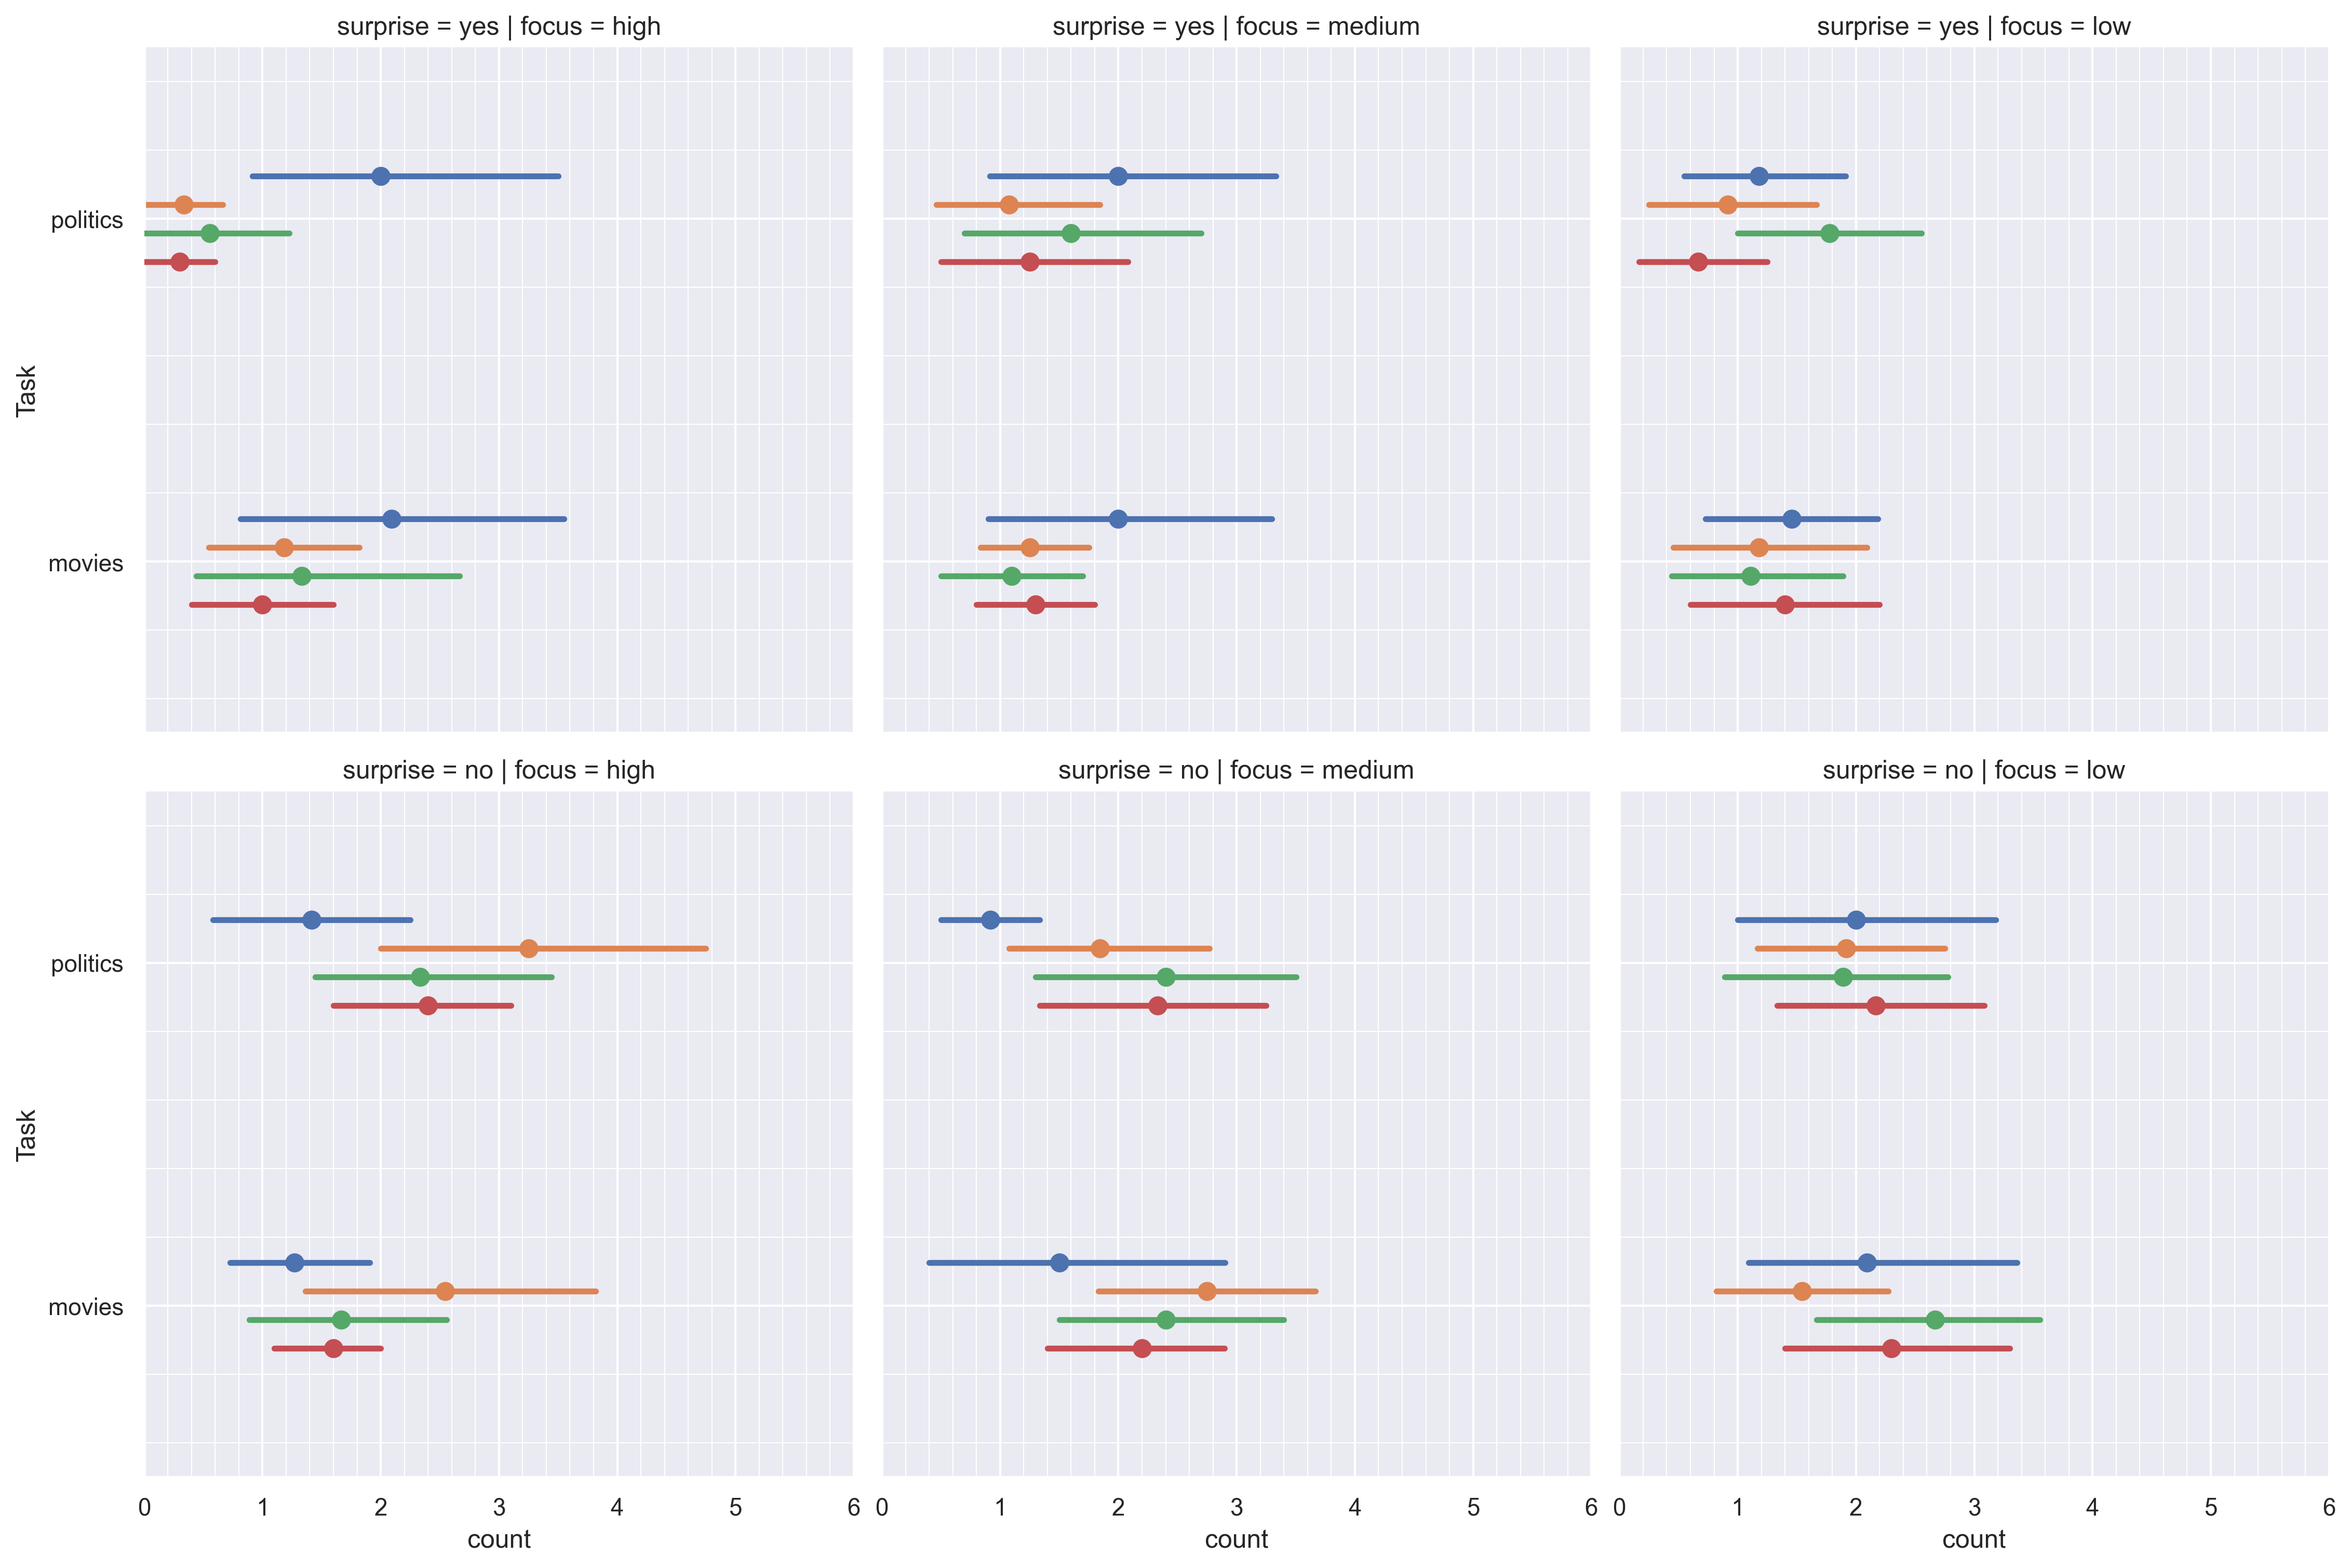 surprise = yes | focus = high
surprise = yes | focus = medium
surprise = yes | focus = low
politics
Task
movies
surprise = no | focus = high
surprise = no | focus = medium
surprise = no | focus = low
politics
Task
movies
0 1 2 3 4 5 6
0 1 2 3 4 5 6
0 1 2 3 4 5 6
count
count
count